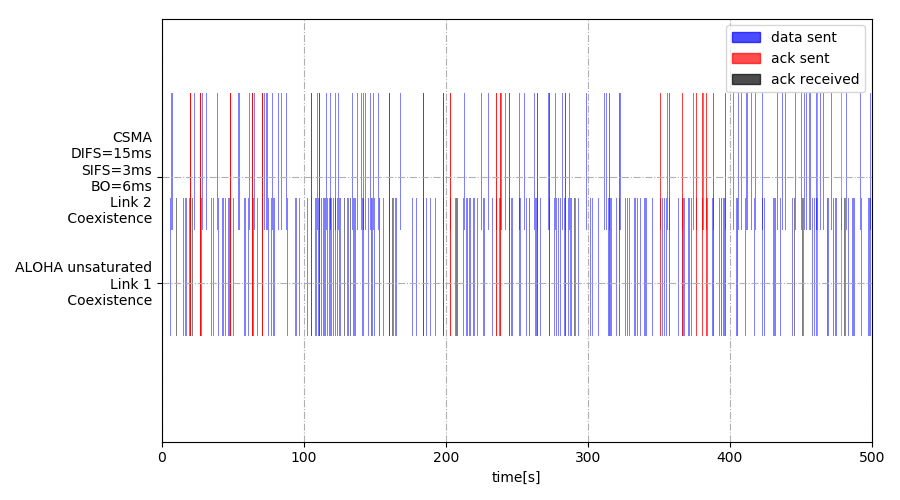 data sent
ack sent
ack received
CSMA
DIFS=15ms
SIFS=3ms
BO=6ms
Link 2
Coexistence
ALOHA unsaturated
Link 1
Coexistence
0 100 200 300 400 500
time[s]